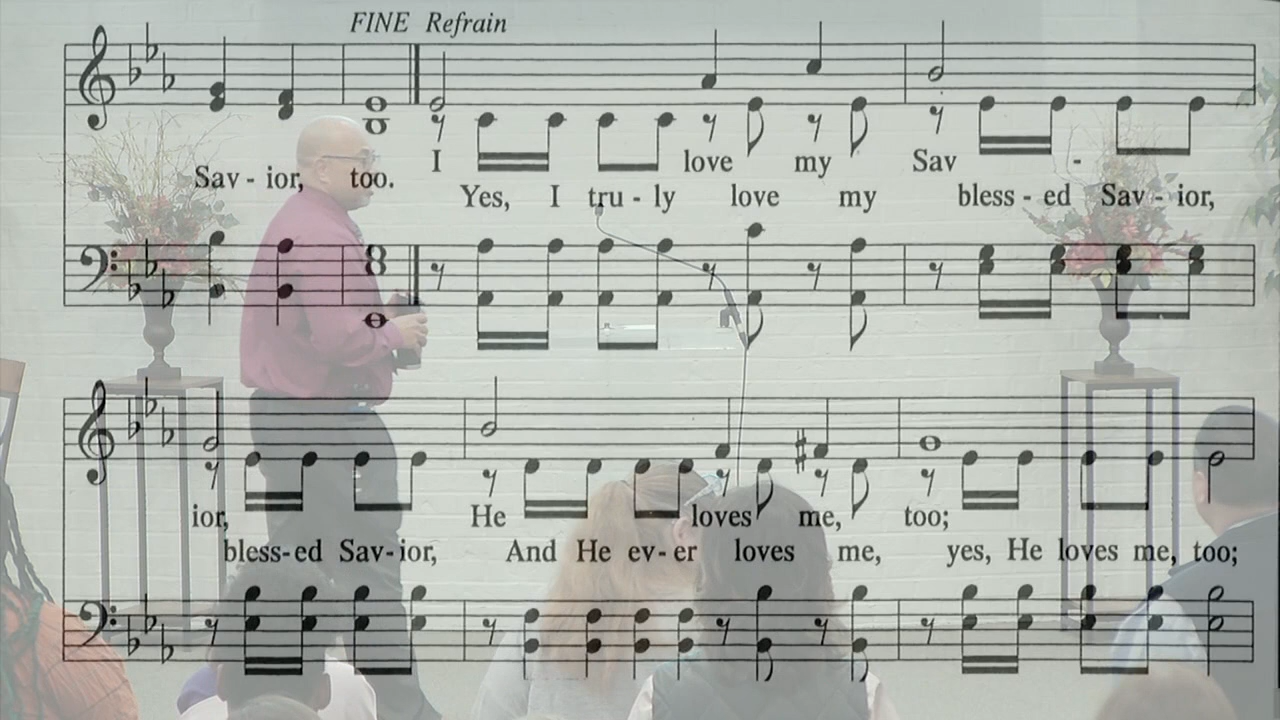 FINE Refrain
I love my Sav -
Sav - ior, too.
Yes, I tru - ly love my bless - ed Sav - ior,
ior, He loves me, too;
bless - ed Sav - ior, And He ev - er loves me, yes, He loves me, too;